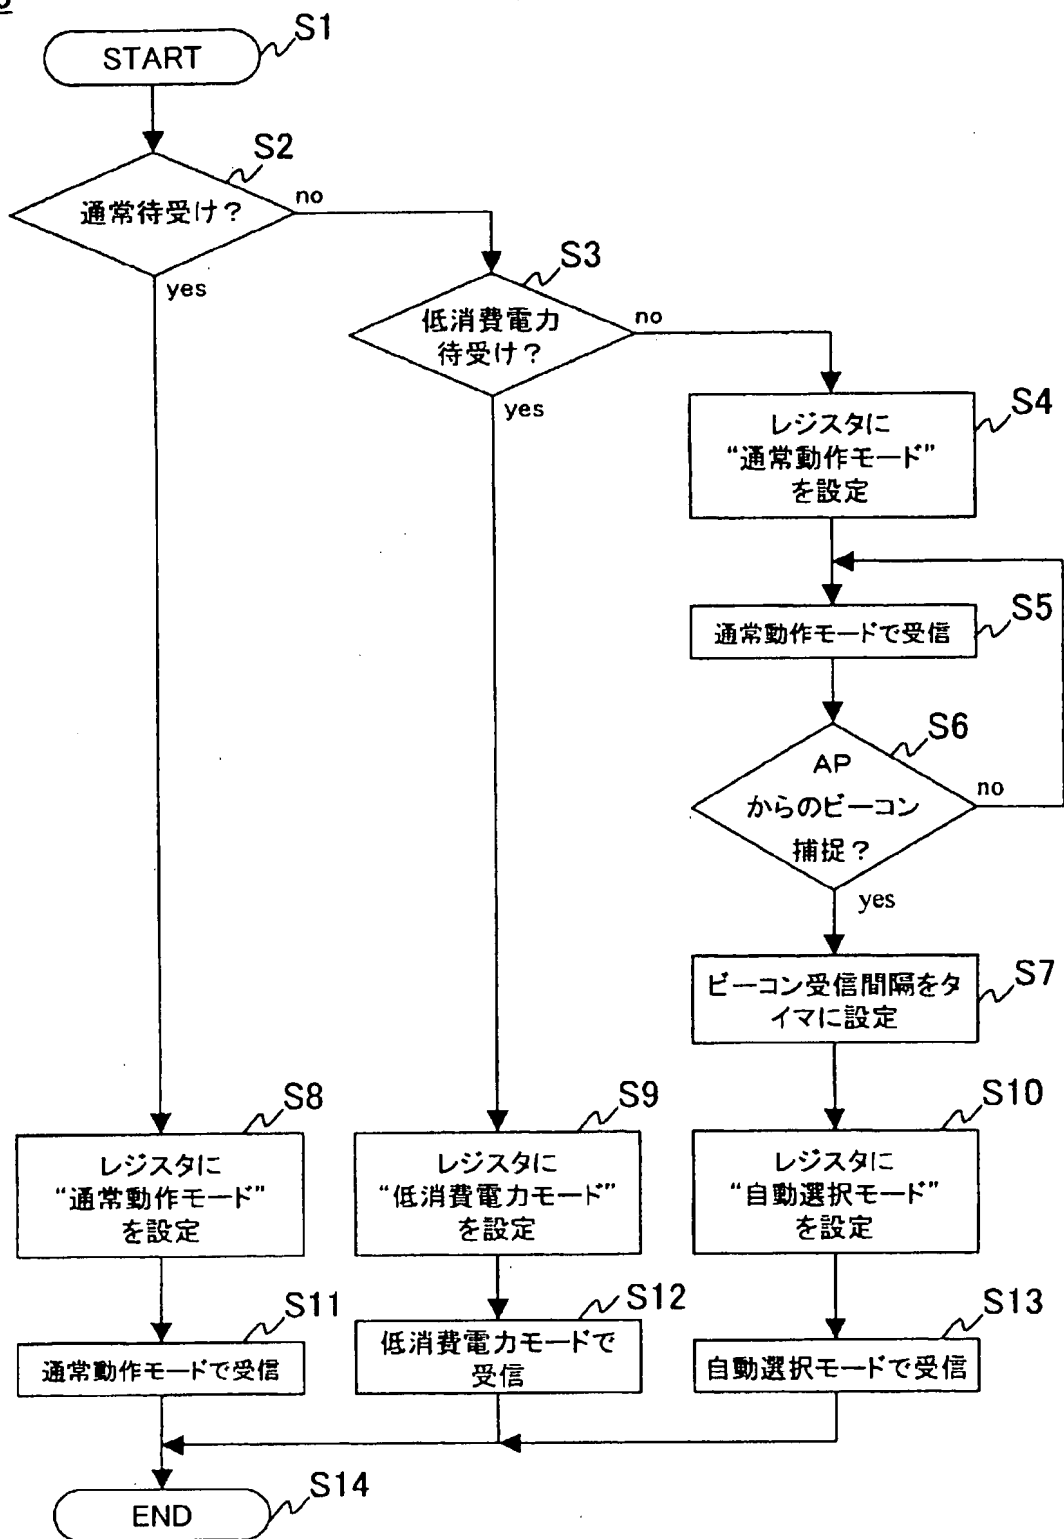 S1
START
S2
通常待受け？
no
yes
S3
低消費電力
待受け？
no
yes
S4
レジスタに
“通常動作モード”
を設定
S5
通常動作モードで受信
S6
AP
からのビーコン
捕捉？
no
yes
S7
ビーコン受信間隔をタ
イマに設定
S8
レジスタに
“通常動作モード”
を設定
S9
レジスタに
“低消費電力モード”
を設定
S10
レジスタに
“自動選択モード”
を設定
S11
通常動作モードで受信
S12
低消費電力モードで
受信
S13
自動選択モードで受信
S14
END